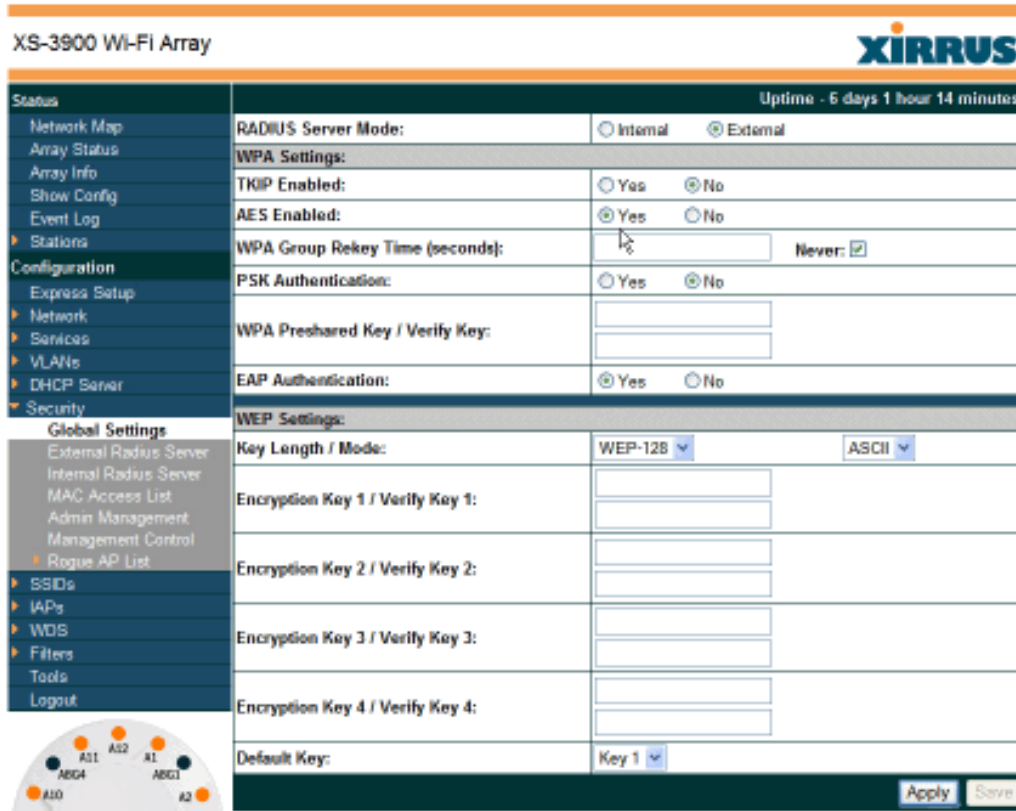 XS-3900 Wi-Fi Array
XIRRUS
Status
Uptime - 6 days 1 hour 14 minutes
Network Map
Array Status
Array Info
Show Config
Event Log
Stations
Configuration
Express Setup
Network
Services
VLANs
DHCP Server
Security
Global Settings
External Radius Server
Internal Radius Server
MAC Access List
Admin Management
Management Control
Rogue AP List
SSIDs
IAPs
WDS
Filters
Tools
Logout
A10
ABG4
A11
A12
A1
ABG1
A2
RADIUS Server Mode: Internal External
WPA Settings:
TKIP Enabled: Yes No
AES Enabled: Yes No
WPA Group Rekey Time (seconds): Never:
PSK Authentication: Yes No
WPA Preshared Key / Verify Key:
EAP Authentication: Yes No
WEP Settings:
Key Length / Mode: WEP-128 ASCII
Encryption Key 1 / Verify Key 1:
Encryption Key 2 / Verify Key 2:
Encryption Key 3 / Verify Key 3:
Encryption Key 4 / Verify Key 4:
Default Key: Key 1
Apply Save